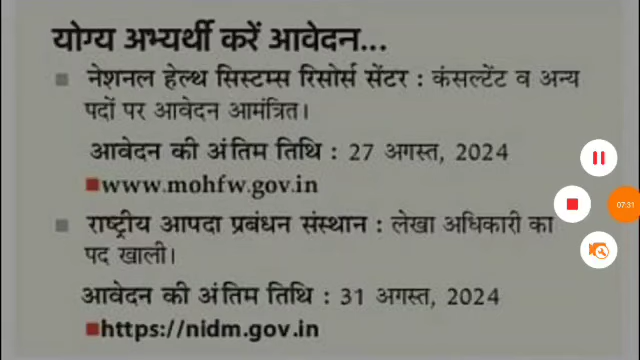 योग्य अभ्यर्थी करें आवेदन...
■ नेशनल हेल्थ सिस्टम्स रिसोर्स सेंटर : कंसल्टेंट व अन्य
पदों पर आवेदन आमंत्रित।
आवेदन की अंतिम तिथि : 27 अगस्त, 2024
■www.mohfw.gov.in
■ राष्ट्रीय आपदा प्रबंधन संस्थान : लेखा अधिकारी का
पद खाली।
आवेदन की अंतिम तिथि : 31 अगस्त, 2024
■https://nidm.gov.in
07:31